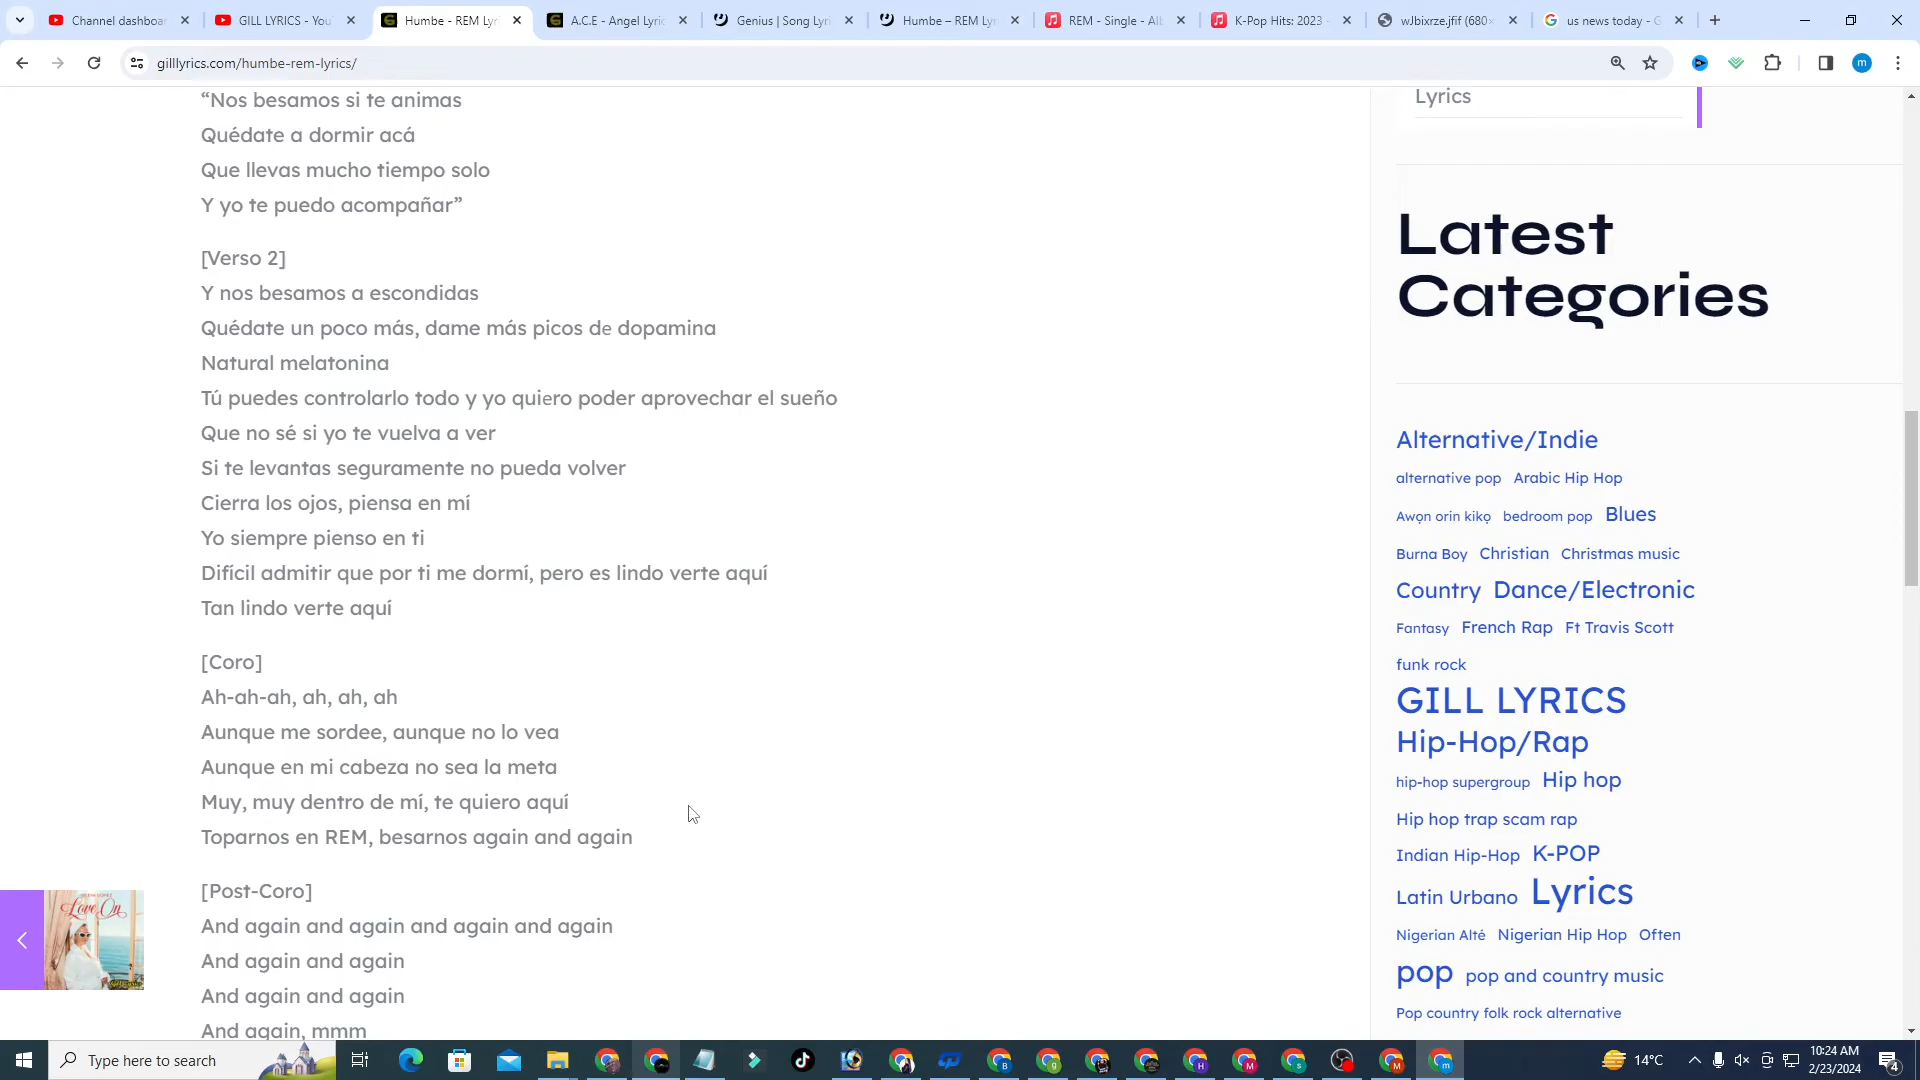 Channel dashboar
GILL LYRICS - You
Humbe - REM Lyr
A.C.E - Angel Lyric
Genius | Song Lyri
Humbe – REM Lyr
REM - Single - Alb
K-Pop Hits: 2023 -
wJbixrze.jfif (680×
us news today - G
gilllyrics.com/humbe-rem-lyrics/
m
“Nos besamos si te animas
Quédate a dormir acá
Que llevas mucho tiempo solo
Y yo te puedo acompañar”
[Verso 2]
Y nos besamos a escondidas
Quédate un poco más, dame más picos de dopamina
Natural melatonina
Tú puedes controlarlo todo y yo quiero poder aprovechar el sueño
Que no sé si yo te vuelva a ver
Si te levantas seguramente no pueda volver
Cierra los ojos, piensa en mí
Yo siempre pienso en ti
Difícil admitir que por ti me dormí, pero es lindo verte aquí
Tan lindo verte aquí
[Coro]
Ah-ah-ah, ah, ah, ah
Aunque me sordee, aunque no lo vea
Aunque en mi cabeza no sea la meta
Muy, muy dentro de mí, te quiero aquí
Toparnos en REM, besarnos again and again
[Post-Coro]
And again and again and again and again
And again and again
And again and again
And again, mmm
Love On
Lyrics
Latest
Categories
Alternative/Indie
alternative pop Arabic Hip Hop
Awọn orin kikọ bedroom pop Blues
Burna Boy Christian Christmas music
Country Dance/Electronic
Fantasy French Rap Ft Travis Scott
funk rock
GILL LYRICS
Hip-Hop/Rap
hip-hop supergroup Hip hop
Hip hop trap scam rap
Indian Hip-Hop K-POP
Latin Urbano Lyrics
Nigerian Alté Nigerian Hip Hop Often
pop pop and country music
Pop country folk rock alternative
Type here to search
14°C
10:24 AM
2/23/2024
4